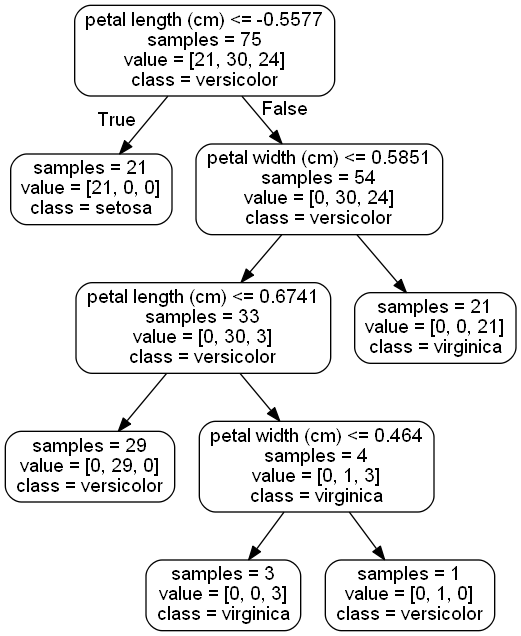 petal length (cm) <= -0.5577
samples = 75
value = [21, 30, 24]
class = versicolor
True
False
samples = 21
value = [21, 0, 0]
class = setosa
petal width (cm) <= 0.5851
samples = 54
value = [0, 30, 24]
class = versicolor
petal length (cm) <= 0.6741
samples = 33
value = [0, 30, 3]
class = versicolor
samples = 21
value = [0, 0, 21]
class = virginica
samples = 29
value = [0, 29, 0]
class = versicolor
petal width (cm) <= 0.464
samples = 4
value = [0, 1, 3]
class = virginica
samples = 3
value = [0, 0, 3]
class = virginica
samples = 1
value = [0, 1, 0]
class = versicolor